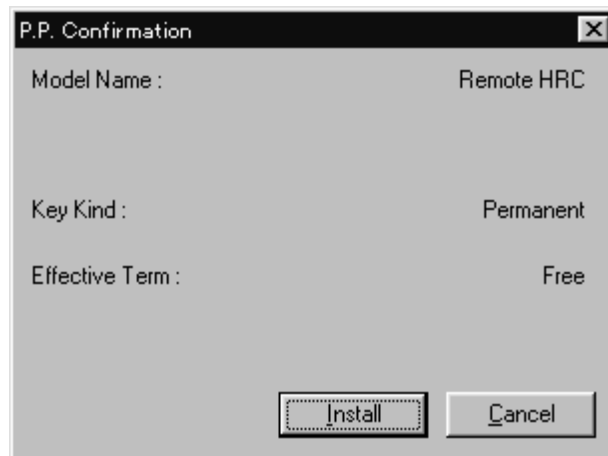 P.P. Confirmation
Model Name : Remote HRC
Key Kind : Permanent
Effective Term : Free
Install Cancel